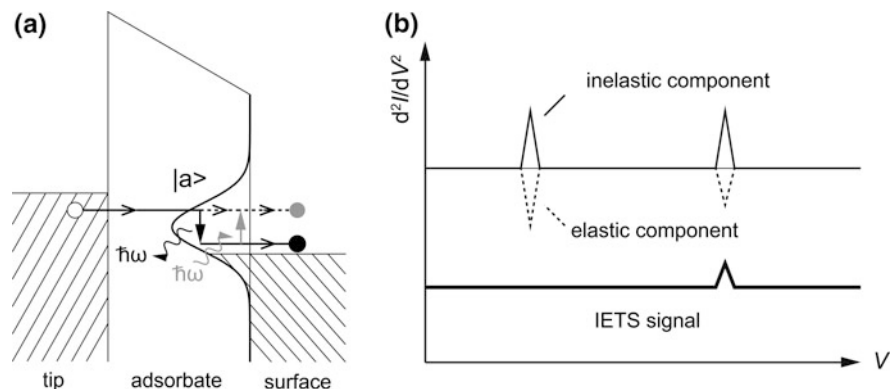 (a)
|a>
ħω
ħω
tip
adsorbate
surface
(b)
d²I/dV²
inelastic component
elastic component
IETS signal
V